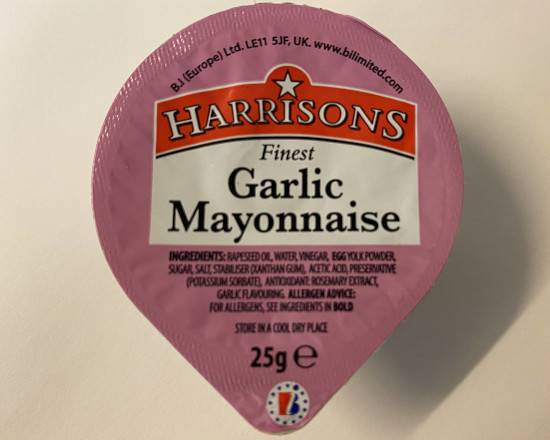 B.I (Europe) Ltd. LE11 5JF, UK. www.bilimited.com
HARRISONS
Finest
Garlic
Mayonnaise
INGREDIENTS: RAPESEED OIL, WATER, VINEGAR, EGG YOLK POWDER,
SUGAR, SALT, STABILISER (XANTHAN GUM), ACETIC ACID, PRESERVATIVE
(POTASSIUM SORBATE), ANTIOXIDANT: ROSEMARY EXTRACT,
GARLIC FLAVOURING. ALLERGEN ADVICE:
FOR ALLERGENS, SEE INGREDIENTS IN BOLD
STORE IN A COOL DRY PLACE
25g ℮